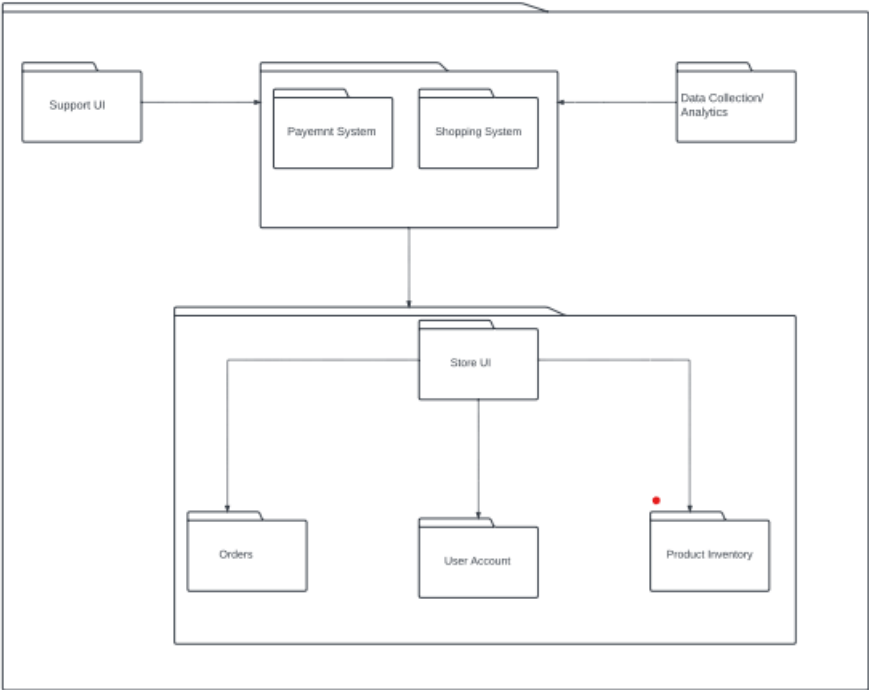 Support UI
Payemnt System
Shopping System
Data Collection/
Analytics
Store UI
Orders
User Account
Product Inventory